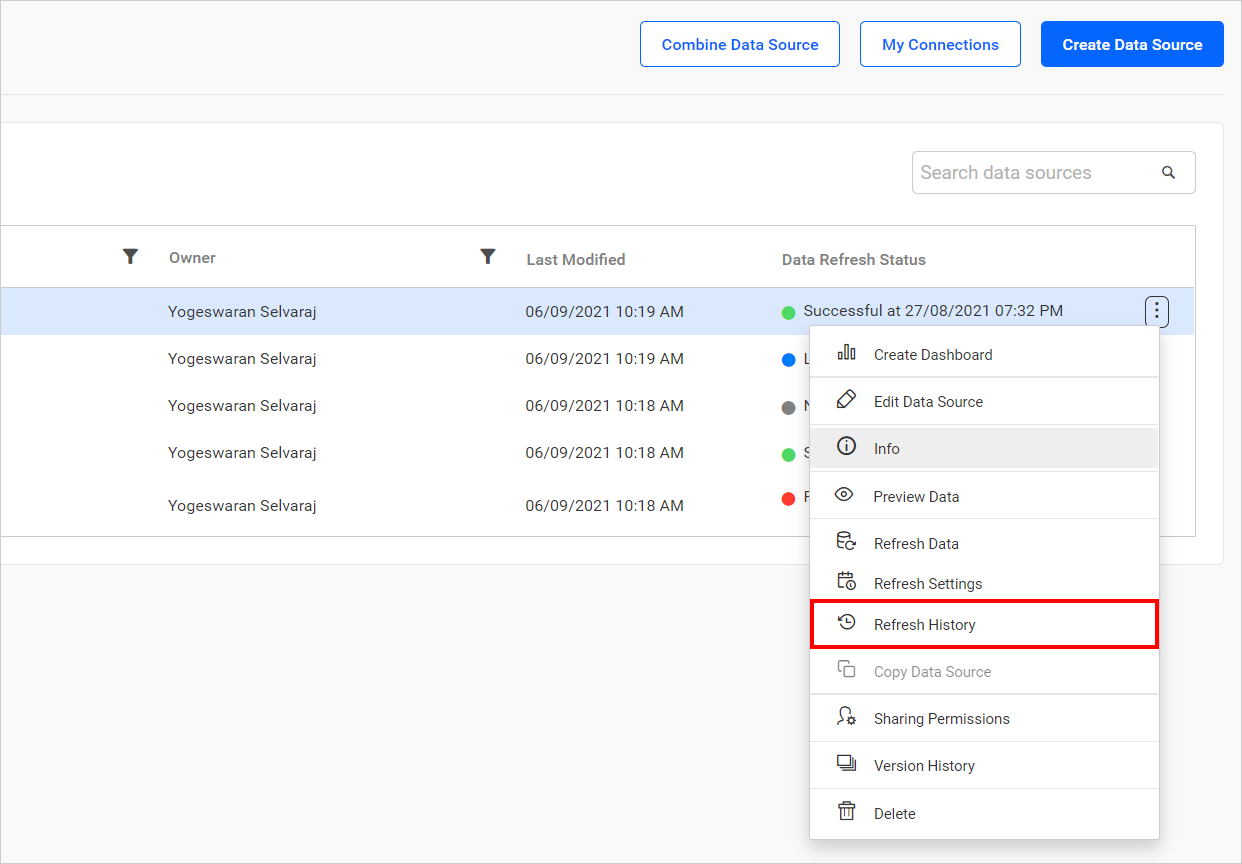 Combine Data Source My Connections Create Data Source
Search data sources
Owner Last Modified Data Refresh Status
Yogeswaran Selvaraj 06/09/2021 10:19 AM Successful at 27/08/2021 07:32 PM
Yogeswaran Selvaraj 06/09/2021 10:19 AM
Yogeswaran Selvaraj 06/09/2021 10:18 AM
Yogeswaran Selvaraj 06/09/2021 10:18 AM
Yogeswaran Selvaraj 06/09/2021 10:18 AM
Create Dashboard
Edit Data Source
Info
Preview Data
Refresh Data
Refresh Settings
Refresh History
Copy Data Source
Sharing Permissions
Version History
Delete